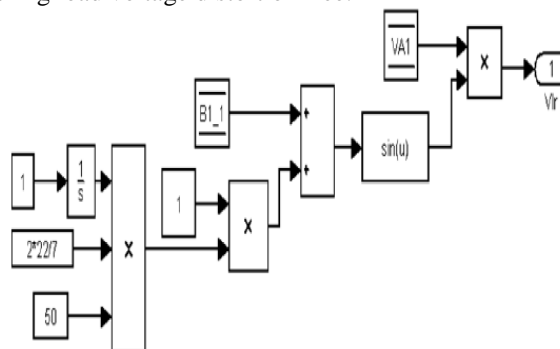 VA1
×
1
Vlr
B1_1
+
+
sin(u)
1
1
s
1
×
×
2*22/7
50